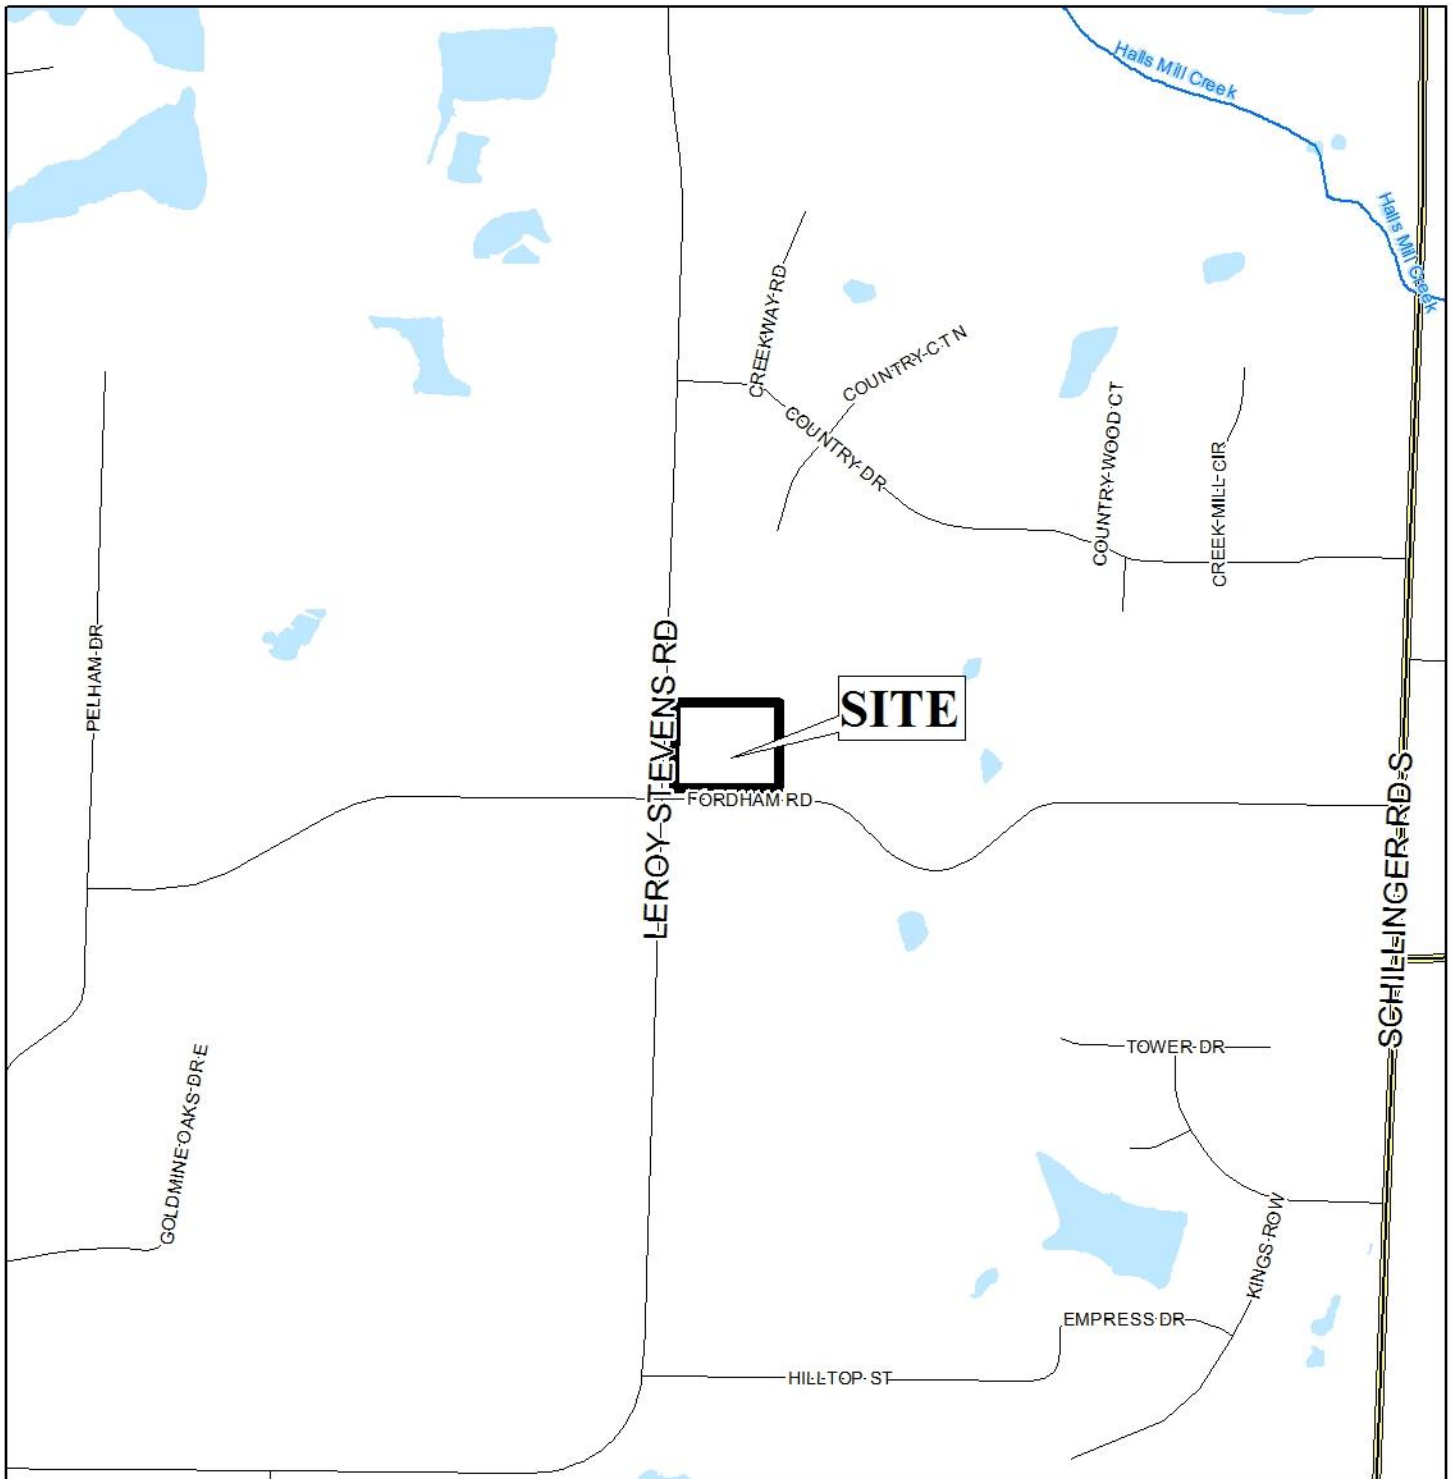 Halls Mill Creek
Halls Mill Creek
CREEKWAY RD
COUNTRY CT N
COUNTRY DR
COUNTRY WOOD CT
CREEK MILL CIR
PELHAM DR
LEROY STEVENS RD
SITE
FORDHAM RD
SCHILLINGER RD S
TOWER DR
GOLDMINE OAKS DR E
KINGS ROW
EMPRESS DR
HILLTOP ST